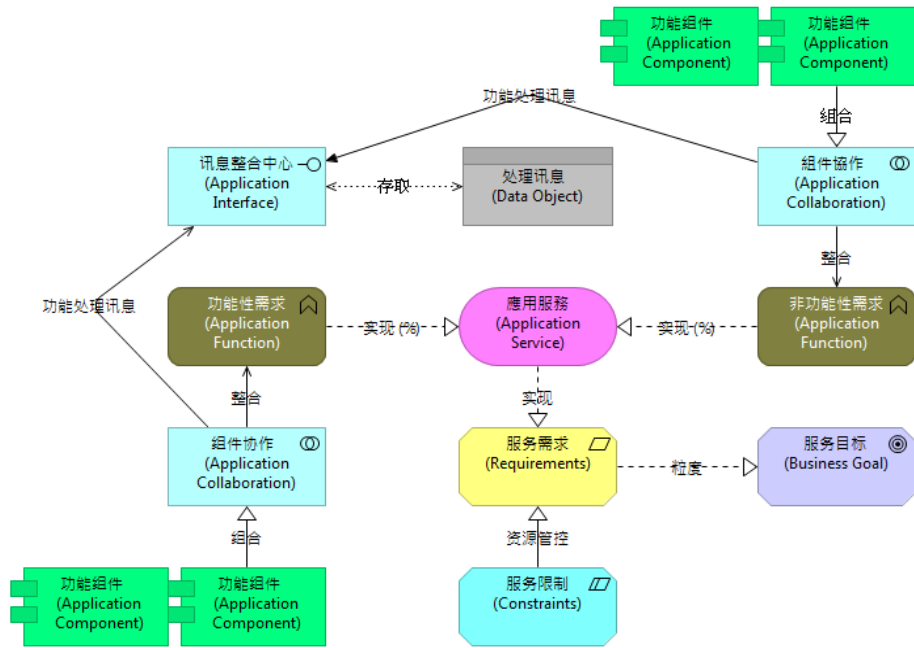 功能组件
(Application
Component)
功能组件
(Application
Component)
功能处理讯息
组合
讯息整合中心
(Application
Interface)
存取
处理讯息
(Data Object)
组件協作
(Application
Collaboration)
整合
功能处理讯息
功能性需求
(Application
Function)
实现 (%)
應用服務
(Application
Service)
实现 (%)
非功能性需求
(Application
Function)
整合
实现
组件协作
(Application
Collaboration)
服务需求
(Requirements)
粒度
服务目标
(Business Goal)
组合
资源管控
功能组件
(Application
Component)
功能组件
(Application
Component)
服务限制
(Constraints)